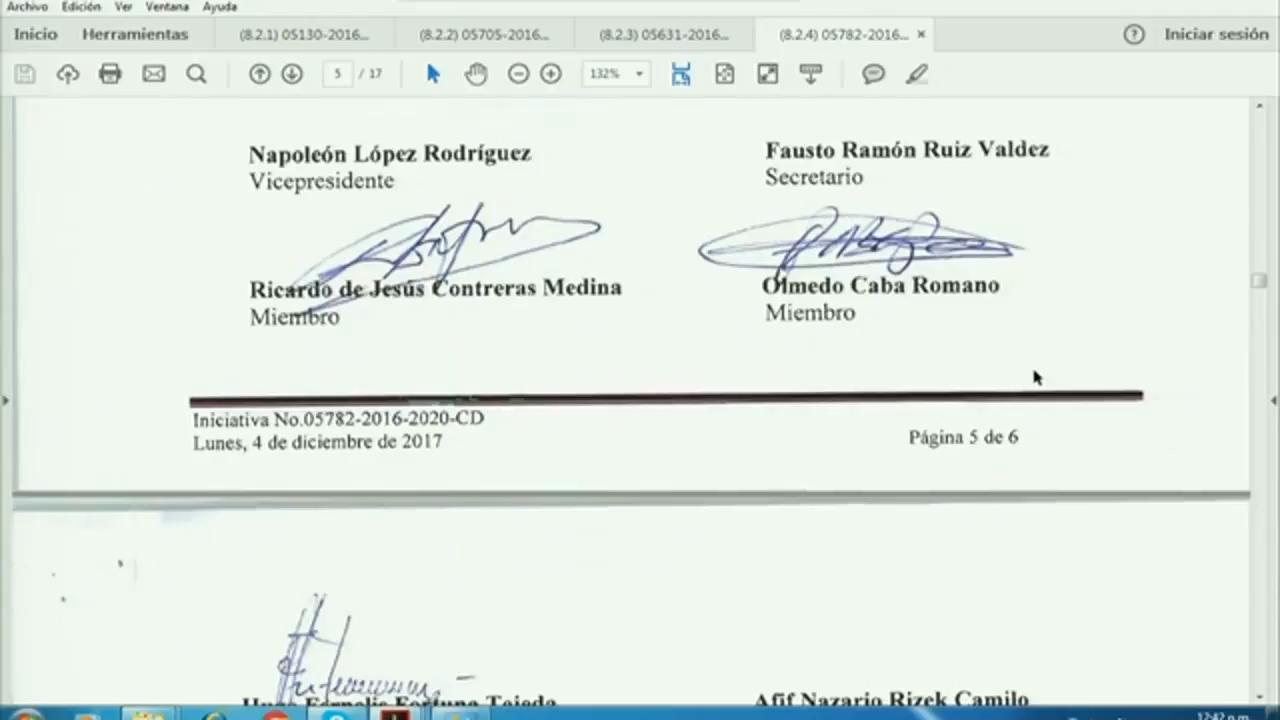 Archivo Edición Ver Ventana Ayuda
Inicio Herramientas (8.2.1) 05130-2016... (8.2.2) 05705-2016... (8.2.3) 05631-2016... (8.2.4) 05782-2016... × ? Iniciar sesión
5 / 17 132%
Napoleón López Rodríguez Fausto Ramón Ruiz Valdez
Vicepresidente Secretario
Ricardo de Jesús Contreras Medina Olmedo Caba Romano
Miembro Miembro
Iniciativa No.05782-2016-2020-CD
Lunes, 4 de diciembre de 2017 Página 5 de 6
Afif Nazario Rizek Camilo